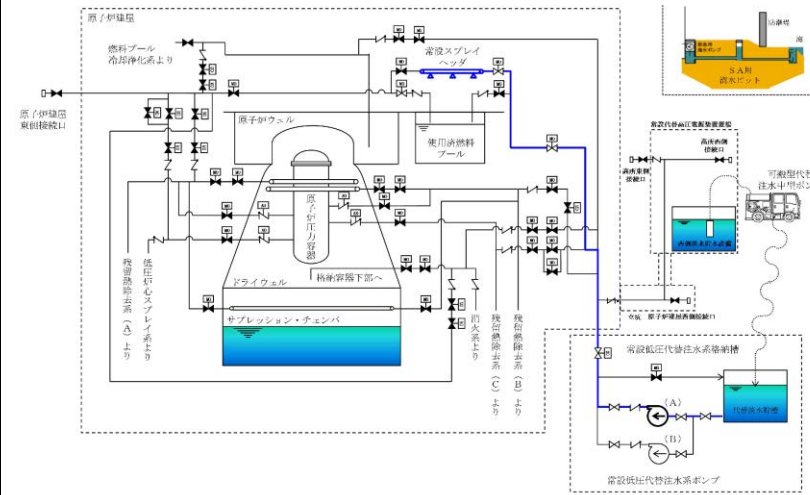 原子炉建屋
燃料プール
冷却浄化系より
常設スプレイ
ヘッダ
原子炉建屋
東側接続口
原子炉ウェル
使用済燃料
プール
原子炉圧力容器
ドライウェル
格納容器下部へ
サプレッション・チェンバ
残留熱除去系(A)より
低圧炉心スプレイ系より
消火系より
残留熱除去系(C)より
残留熱除去系(B)より
防潮堤
海
SA用
海水ピット
常設代替高圧電源装置置場
高所西側
接続口
高所東側
接続口
可搬型代替
注水中型ポン
西側淡水貯水設備
原子炉建屋西側接続口
常設低圧代替注水系格納槽
代替淡水貯槽
(A)
(B)
常設低圧代替注水系ポンプ